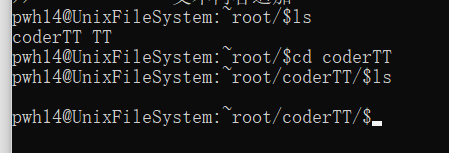 pwh14@UnixFileSystem:~root/$ls
coderTT TT
pwh14@UnixFileSystem:~root/$cd coderTT
pwh14@UnixFileSystem:~root/coderTT/$ls
pwh14@UnixFileSystem:~root/coderTT/$